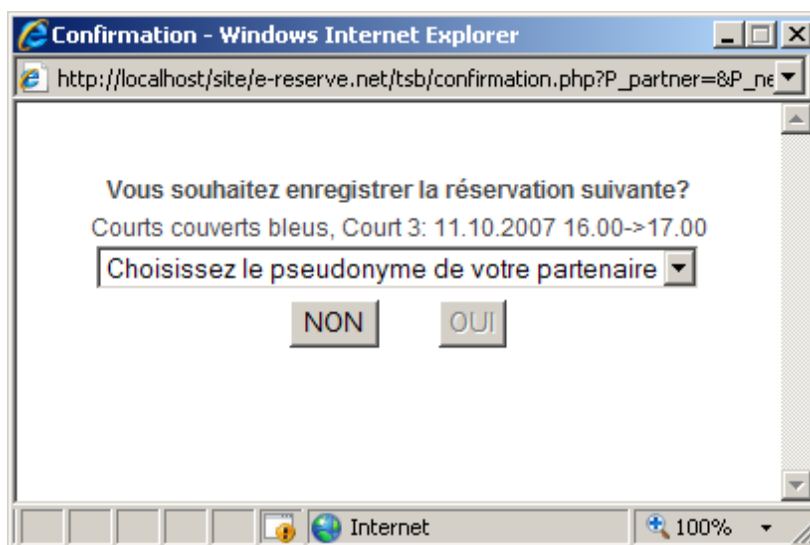 Confirmation - Windows Internet Explorer
http://localhost/site/e-reserve.net/tsb/confirmation.php?P_partner=&P_ne
Vous souhaitez enregistrer la réservation suivante?
Courts couverts bleus, Court 3: 11.10.2007 16.00->17.00
Choisissez le pseudonyme de votre partenaire
NON OUI
Internet 100%